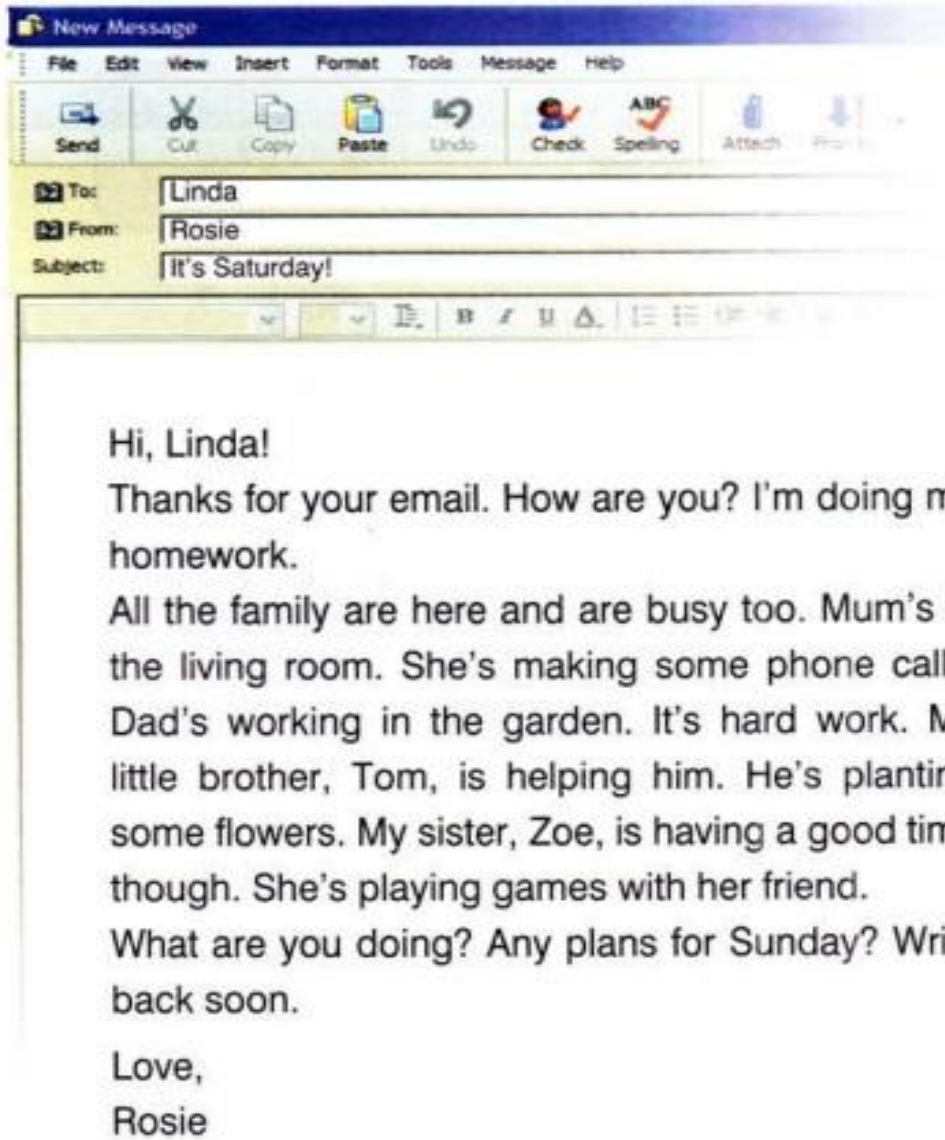 New Message
File Edit View Insert Format Tools Message Help
Send Cut Copy Paste Undo Check Spelling Attach
To: Linda
From: Rosie
Subject: It's Saturday!
B I U A
Hi, Linda!
Thanks for your email. How are you? I'm doing m
homework.
All the family are here and are busy too. Mum's
the living room. She's making some phone call
Dad's working in the garden. It's hard work. M
little brother, Tom, is helping him. He's plantin
some flowers. My sister, Zoe, is having a good tim
though. She's playing games with her friend.
What are you doing? Any plans for Sunday? Wri
back soon.
Love,
Rosie